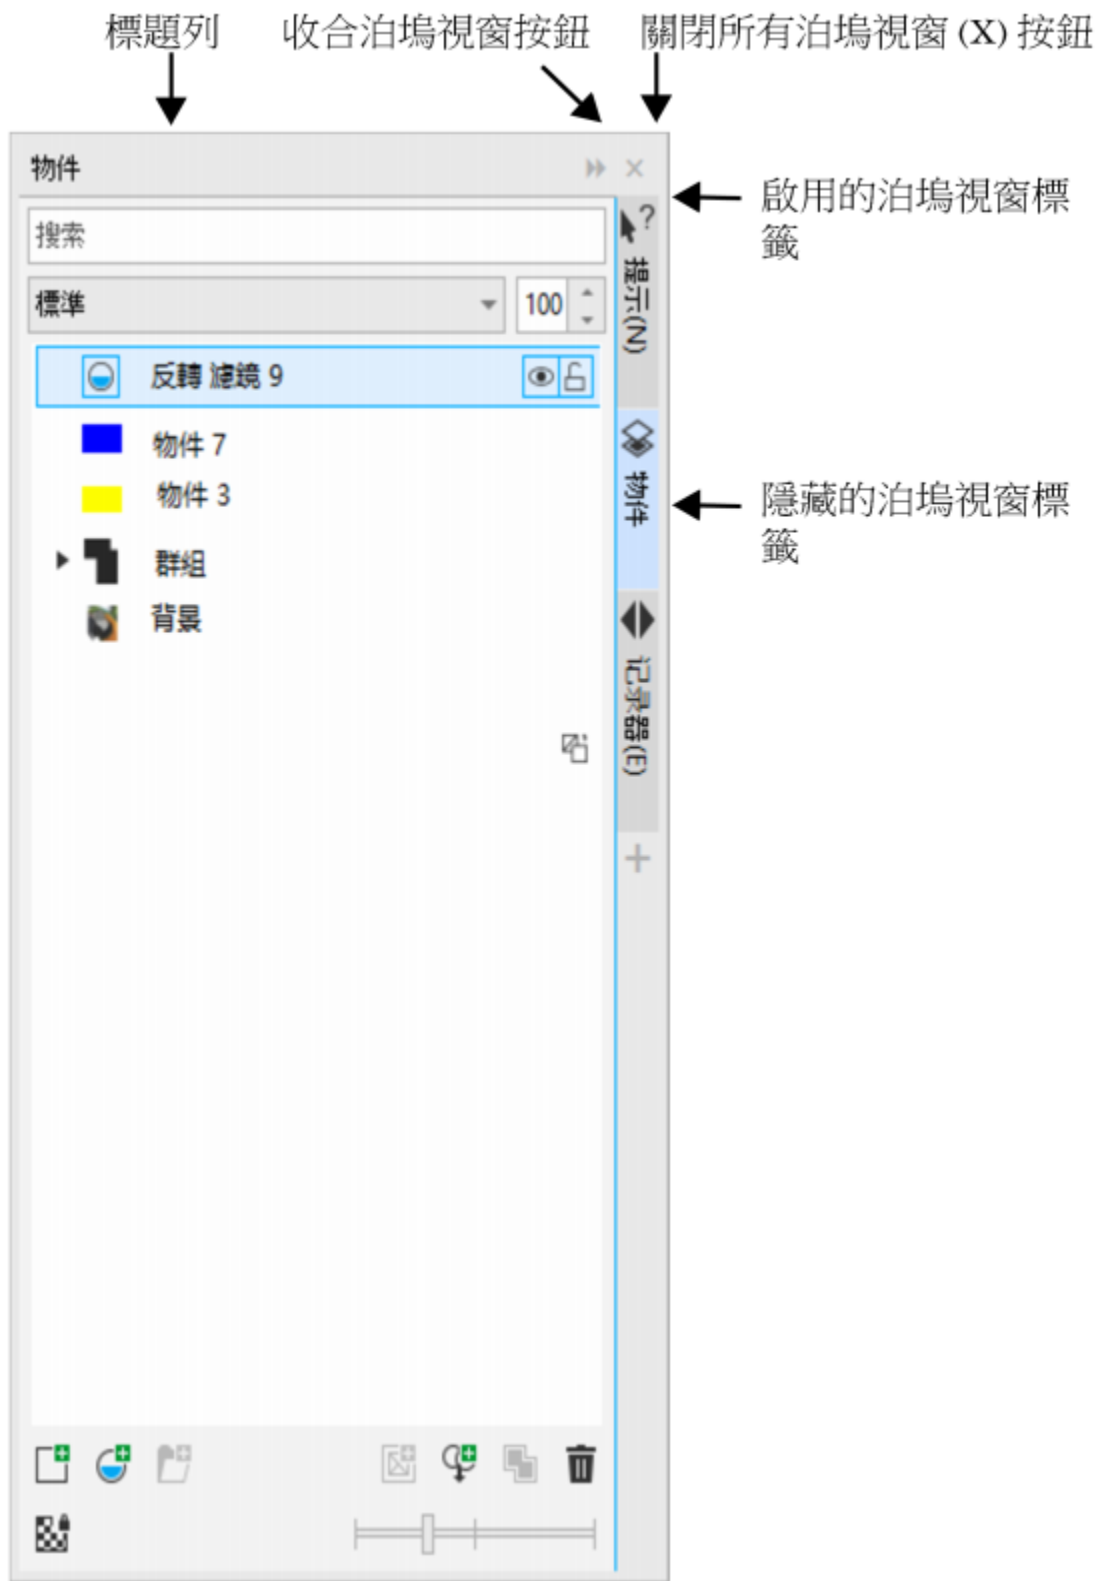 標題列
收合泊塢視窗按鈕
關閉所有泊塢視窗 (X) 按鈕
物件
啟用的泊塢視窗標
籤
搜索
標準
100
提示(N)
反轉 濾鏡 9
物件 7
物件 3
物件
隱藏的泊塢視窗標
籤
群組
背景
记录器(E)